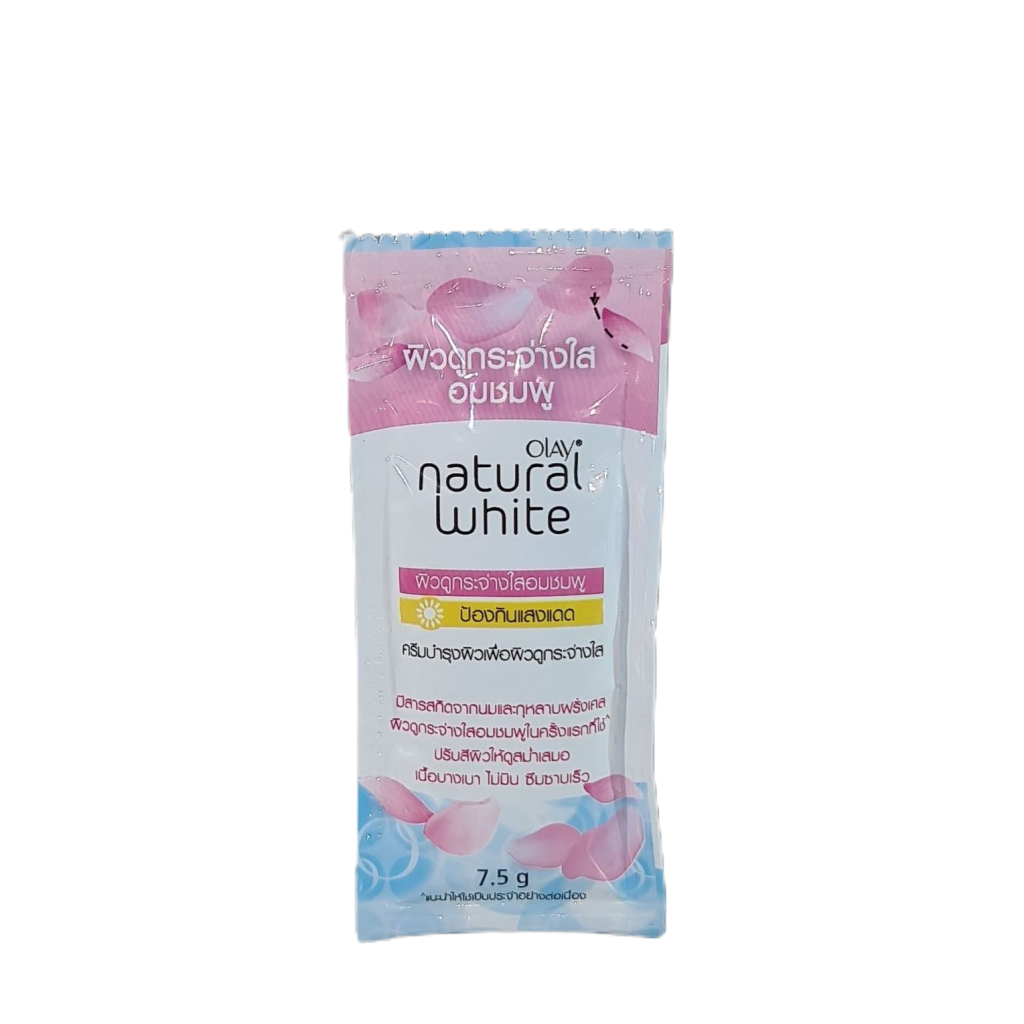 ผิวดูกระจ่างใส
อมชมพู
OLAY®
natural
white
ผิวดูกระจ่างใสอมชมพู
ป้องกันแสงแดด
ครีมบำรุงผิวเพื่อผิวดูกระจ่างใส
มีสารสกัดจากนมและกุหลาบฝรั่งเศส
ผิวดูกระจ่างใสอมชมพูในครั้งแรกที่ใช้^
ปรับสีผิวให้ดูสม่ำเสมอ
เนื้อบางเบา ไม่มัน ซึมซาบเร็ว
7.5 g
^แนะนำให้ใช้เป็นประจำอย่างต่อเนื่อง